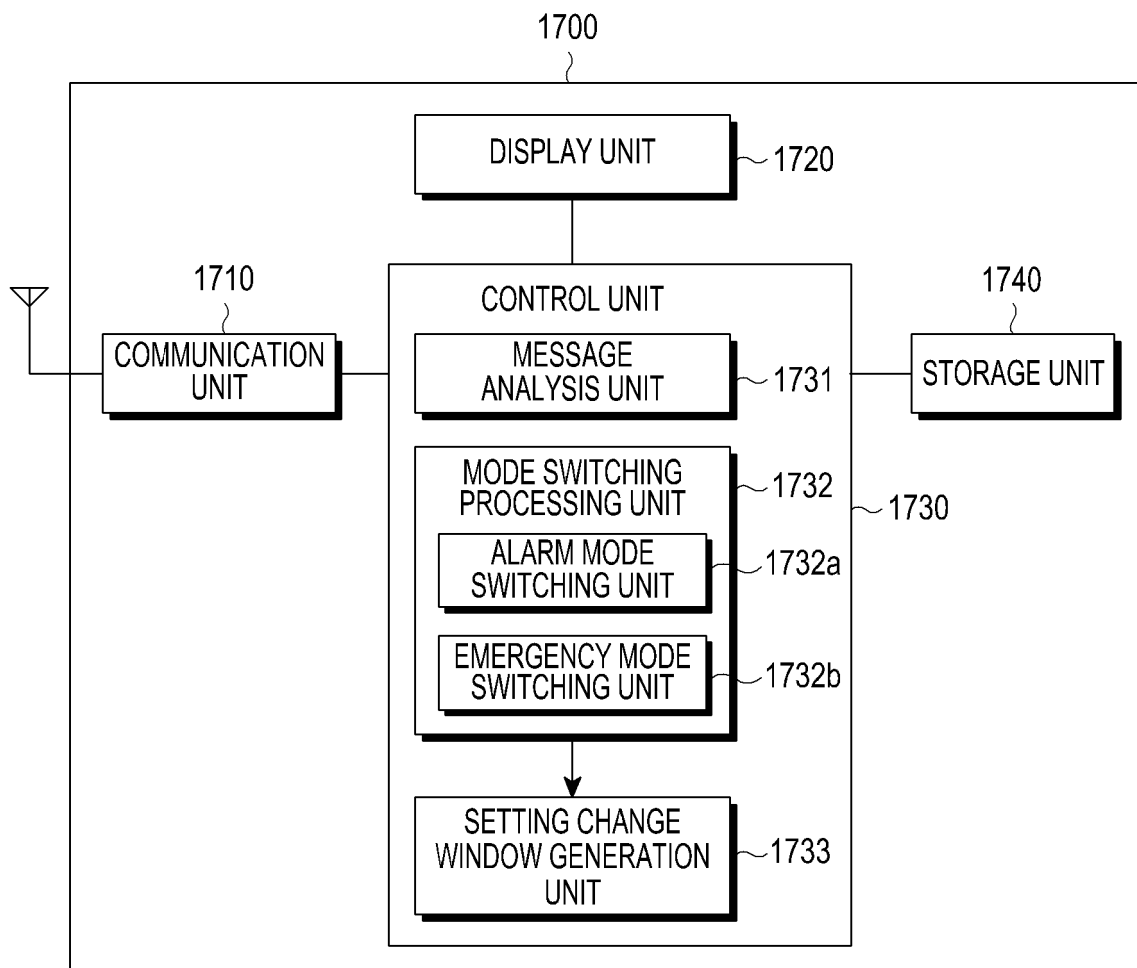 1700
DISPLAY UNIT
1720
1710
COMMUNICATION
UNIT
CONTROL UNIT
1740
STORAGE UNIT
MESSAGE
ANALYSIS UNIT
1731
MODE SWITCHING
PROCESSING UNIT
1732
1730
ALARM MODE
SWITCHING UNIT
1732a
EMERGENCY MODE
SWITCHING UNIT
1732b
SETTING CHANGE
WINDOW GENERATION
UNIT
1733